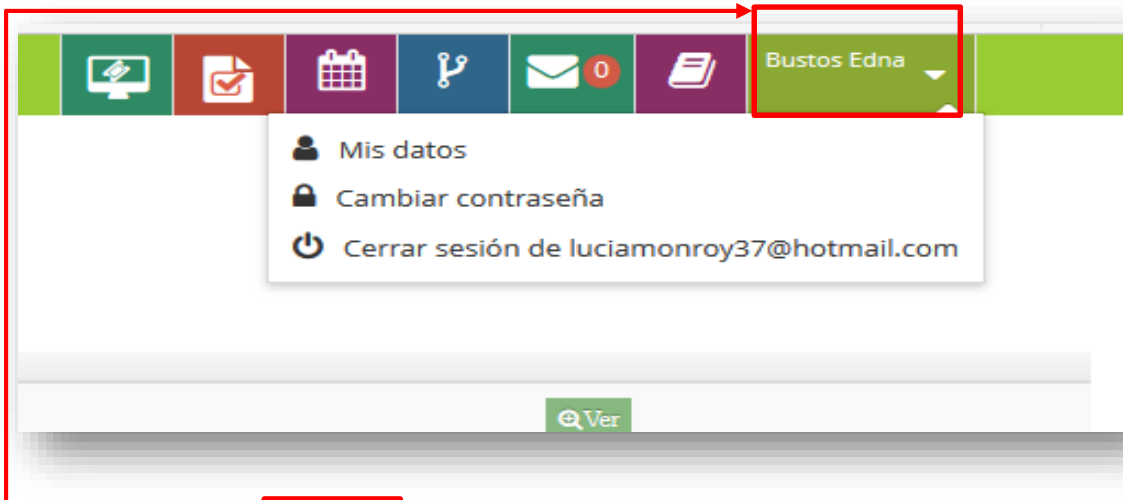 0
Bustos Edna
Mis datos
Cambiar contraseña
Cerrar sesión de luciamonroy37@hotmail.com
Ver